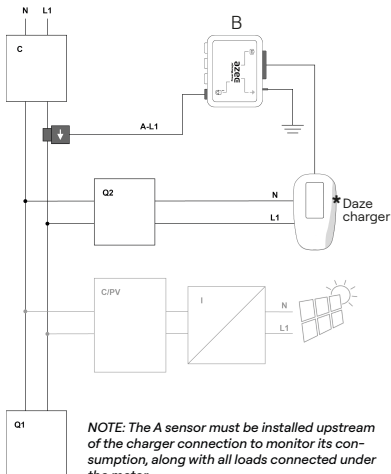 N L1
B
C
Daze
A-L1
Q2
N
L1
* Daze
charger
C/PV
I
N
L1
Q1
NOTE: The A sensor must be installed upstream
of the charger connection to monitor its con-
sumption, along with all loads connected under
the meter